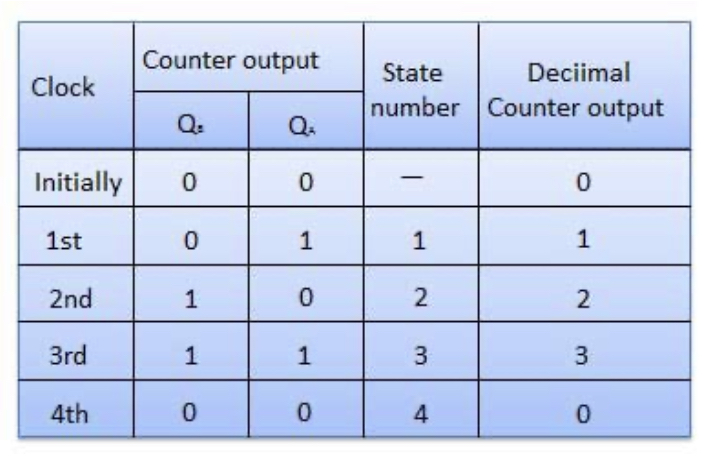 Clock Counter output State number Deciimal Counter output
Q_B Q_A
Initially 0 0 — 0
1st 0 1 1 1
2nd 1 0 2 2
3rd 1 1 3 3
4th 0 0 4 0